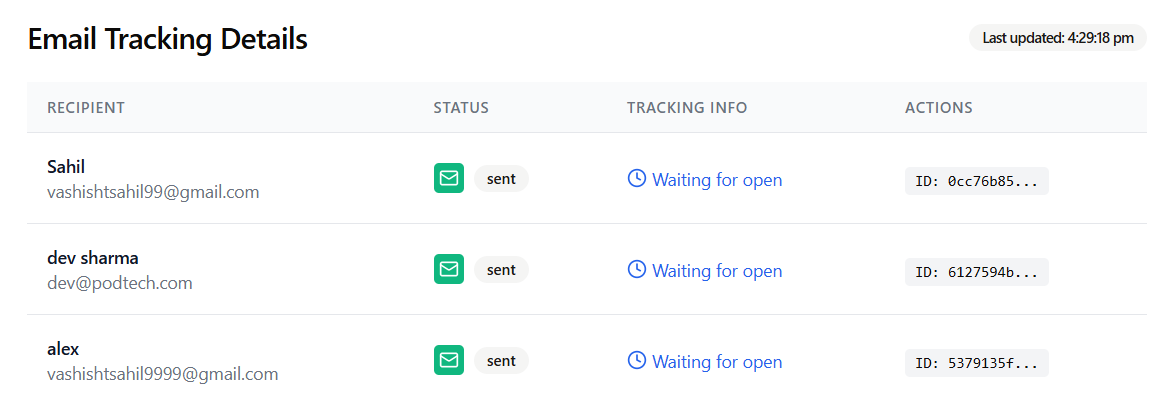 Email Tracking Details
Last updated: 4:29:18 pm
RECIPIENT STATUS TRACKING INFO ACTIONS
Sahil
vashishtsahil99@gmail.com
sent
Waiting for open
ID: 0cc76b85...
dev sharma
dev@podtech.com
sent
Waiting for open
ID: 6127594b...
alex
vashishtsahil9999@gmail.com
sent
Waiting for open
ID: 5379135f...